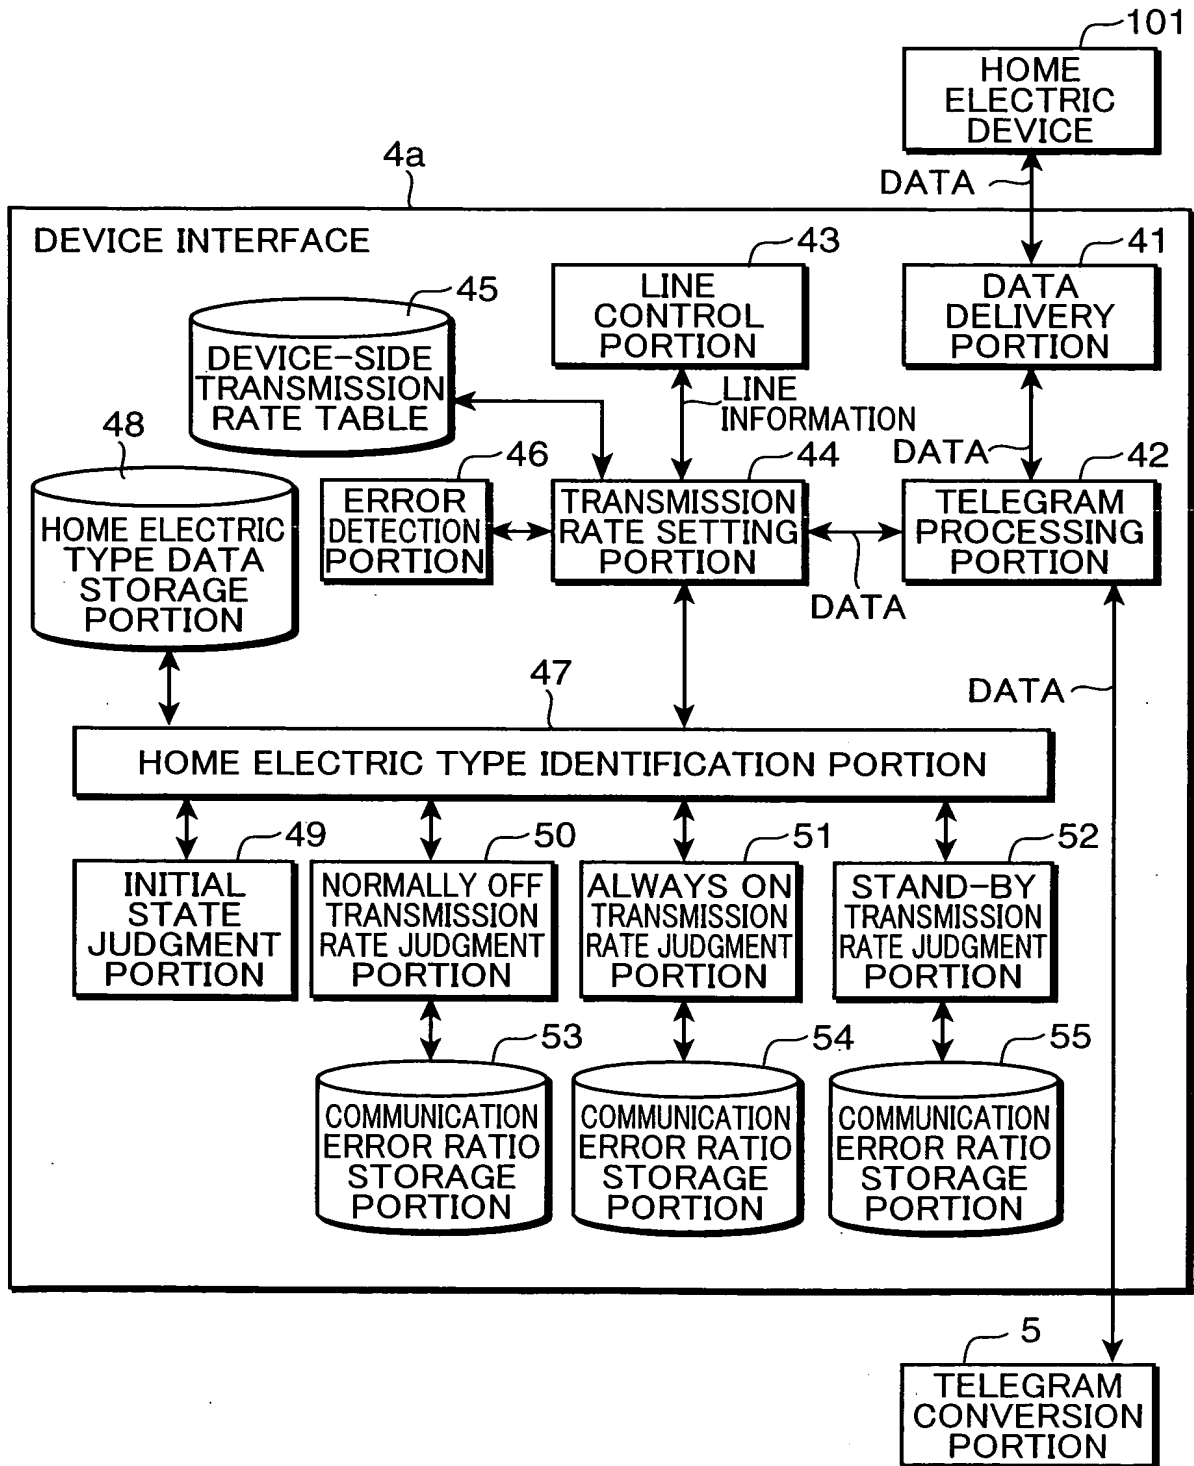 101
HOME
ELECTRIC
DEVICE
4a
DATA
DEVICE INTERFACE
43
LINE
CONTROL
PORTION
41
DATA
DELIVERY
PORTION
45
DEVICE-SIDE
TRANSMISSION
RATE TABLE
LINE
INFORMATION
DATA
48
HOME ELECTRIC
TYPE DATA
STORAGE
PORTION
46
ERROR
DETECTION
PORTION
44
TRANSMISSION
RATE SETTING
PORTION
42
TELEGRAM
PROCESSING
PORTION
DATA
DATA
47
HOME ELECTRIC TYPE IDENTIFICATION PORTION
49
INITIAL
STATE
JUDGMENT
PORTION
50
NORMALLY OFF
TRANSMISSION
RATE JUDGMENT
PORTION
51
ALWAYS ON
TRANSMISSION
RATE JUDGMENT
PORTION
52
STAND-BY
TRANSMISSION
RATE JUDGMENT
PORTION
53
COMMUNICATION
ERROR RATIO
STORAGE
PORTION
54
COMMUNICATION
ERROR RATIO
STORAGE
PORTION
55
COMMUNICATION
ERROR RATIO
STORAGE
PORTION
5
TELEGRAM
CONVERSION
PORTION